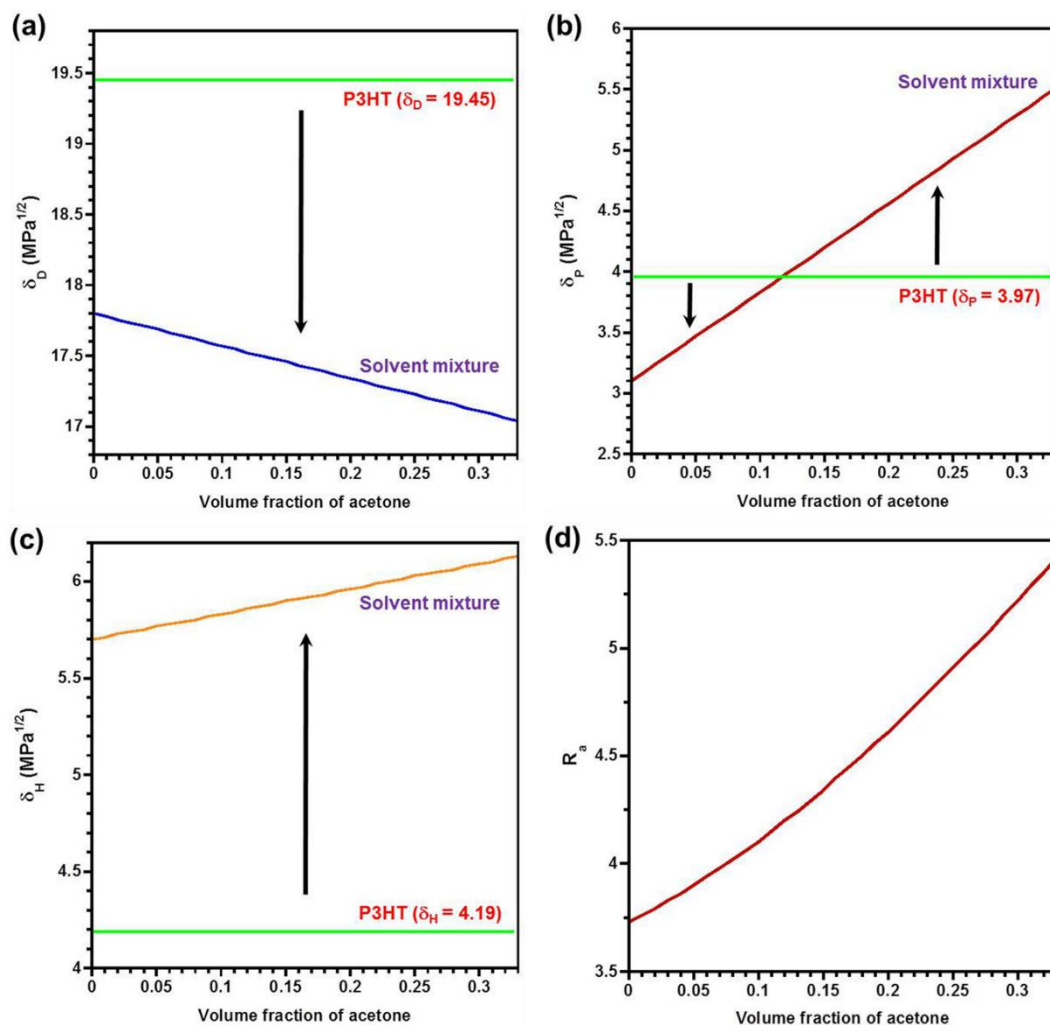 (a)
19.5
19
18.5
18
17.5
17
δD (MPa1/2)
P3HT (δD = 19.45)
Solvent mixture
0 0.05 0.1 0.15 0.2 0.25 0.3
Volume fraction of acetone
(b)
6
5.5
5
4.5
4
3.5
3
2.5
δP (MPa1/2)
Solvent mixture
P3HT (δP = 3.97)
0 0.05 0.1 0.15 0.2 0.25 0.3
Volume fraction of acetone
(c)
6
5.5
5
4.5
4
δH (MPa1/2)
Solvent mixture
P3HT (δH = 4.19)
0 0.05 0.1 0.15 0.2 0.25 0.3
Volume fraction of acetone
(d)
5.5
5
4.5
4
3.5
Ra
0 0.05 0.1 0.15 0.2 0.25 0.3
Volume fraction of acetone